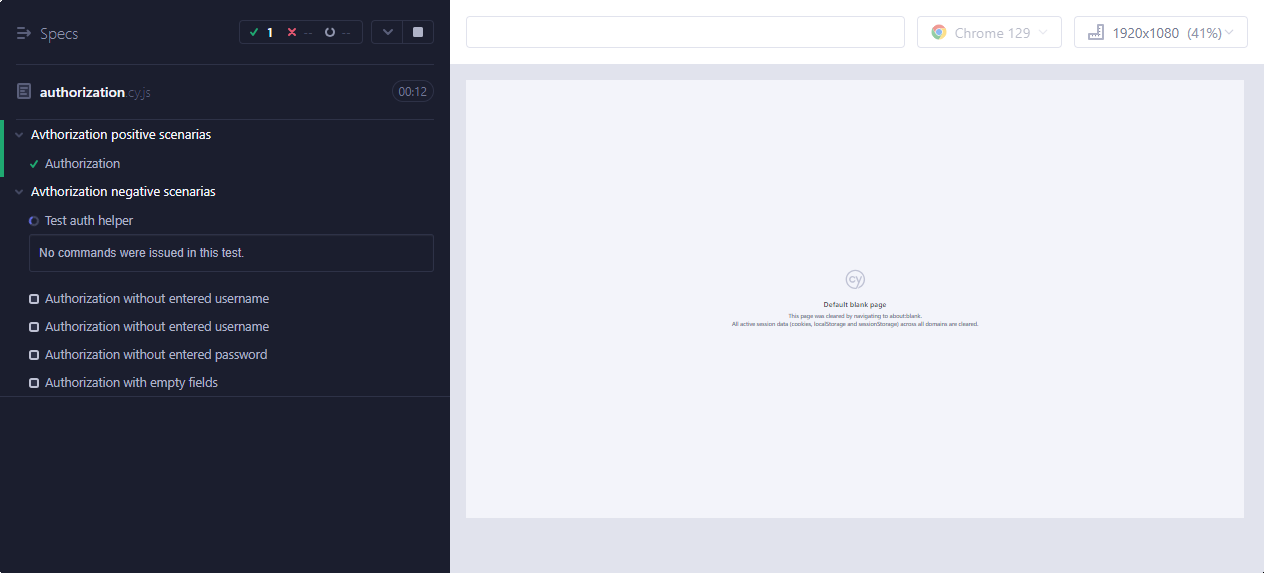 Specs
1 -- --
authorization.cy.js 00:12
Avthorization positive scenarias
Authorization
Avthorization negative scenarias
Test auth helper
No commands were issued in this test.
Authorization without entered username
Authorization without entered username
Authorization without entered password
Authorization with empty fields
Chrome 129
1920x1080 (41%)
cy
Default blank page
This page was cleared by navigating to about:blank.
All active session data (cookies, localStorage and sessionStorage) across all domains are cleared.